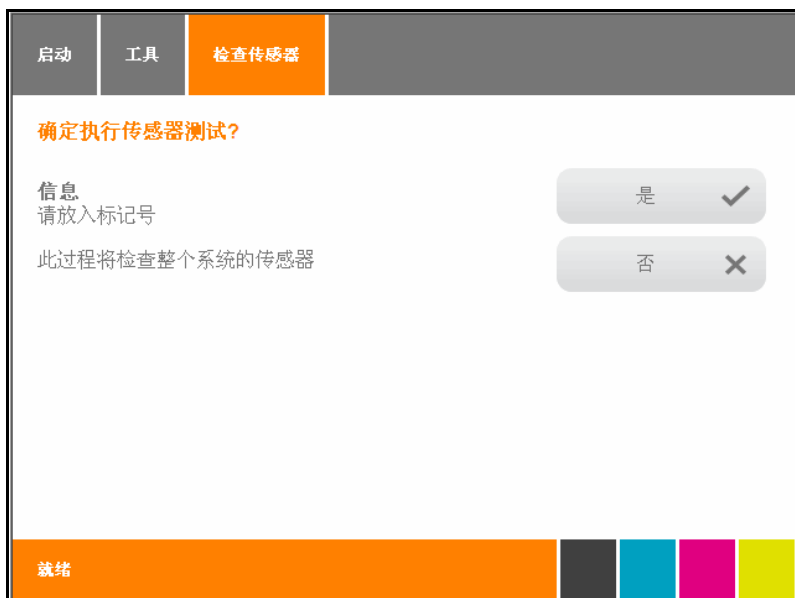 启动
工具
检查传感器
确定执行传感器测试?
信息
请放入标记号
此过程将检查整个系统的传感器
是
否
就绪